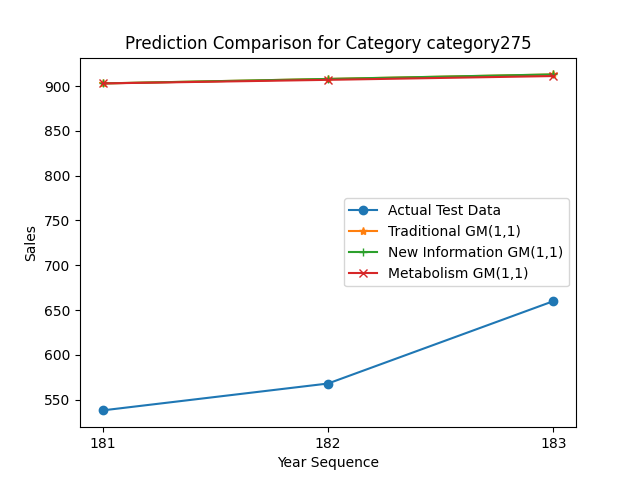 Prediction Comparison for Category category275
900
850
800
750
700
650
600
550
Sales
Actual Test Data
Traditional GM(1,1)
New Information GM(1,1)
Metabolism GM(1,1)
181
182
183
Year Sequence